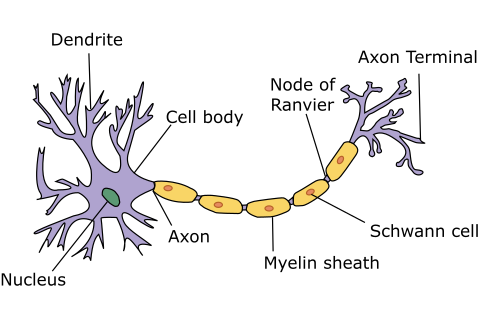 Dendrite
Axon Terminal
Node of
Ranvier
Cell body
Axon
Schwann cell
Myelin sheath
Nucleus